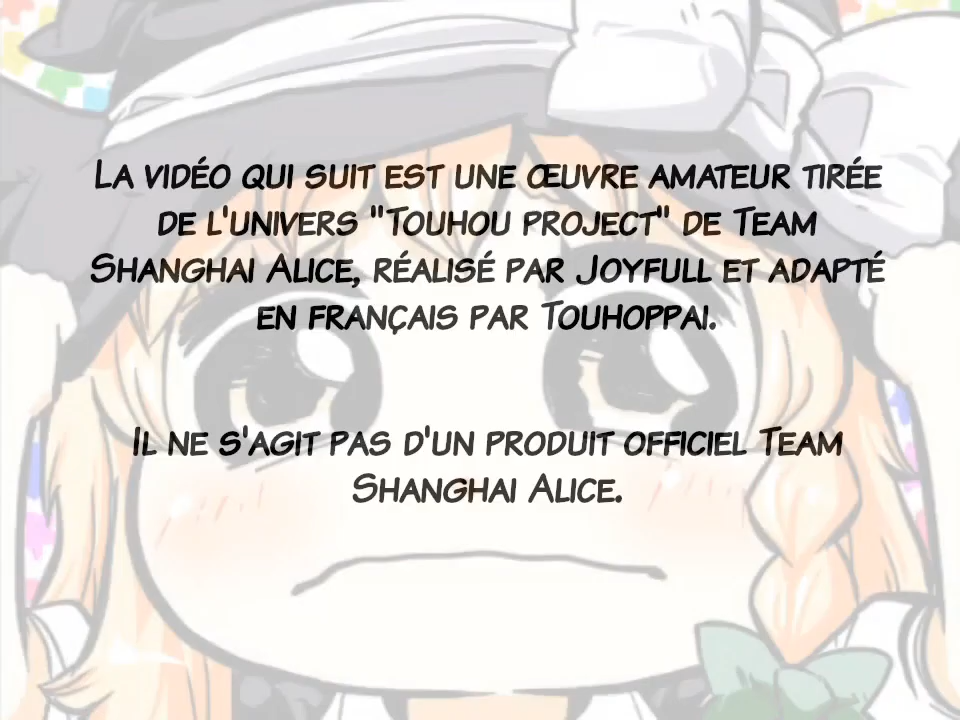 La vidéo qui suit est une œuvre amateur tirée
de l'univers "Touhou project" de Team
Shanghai Alice, réalisé par Joyfull et adapté
en français par Touhoppai.
Il ne s'agit pas d'un produit officiel Team
Shanghai Alice.